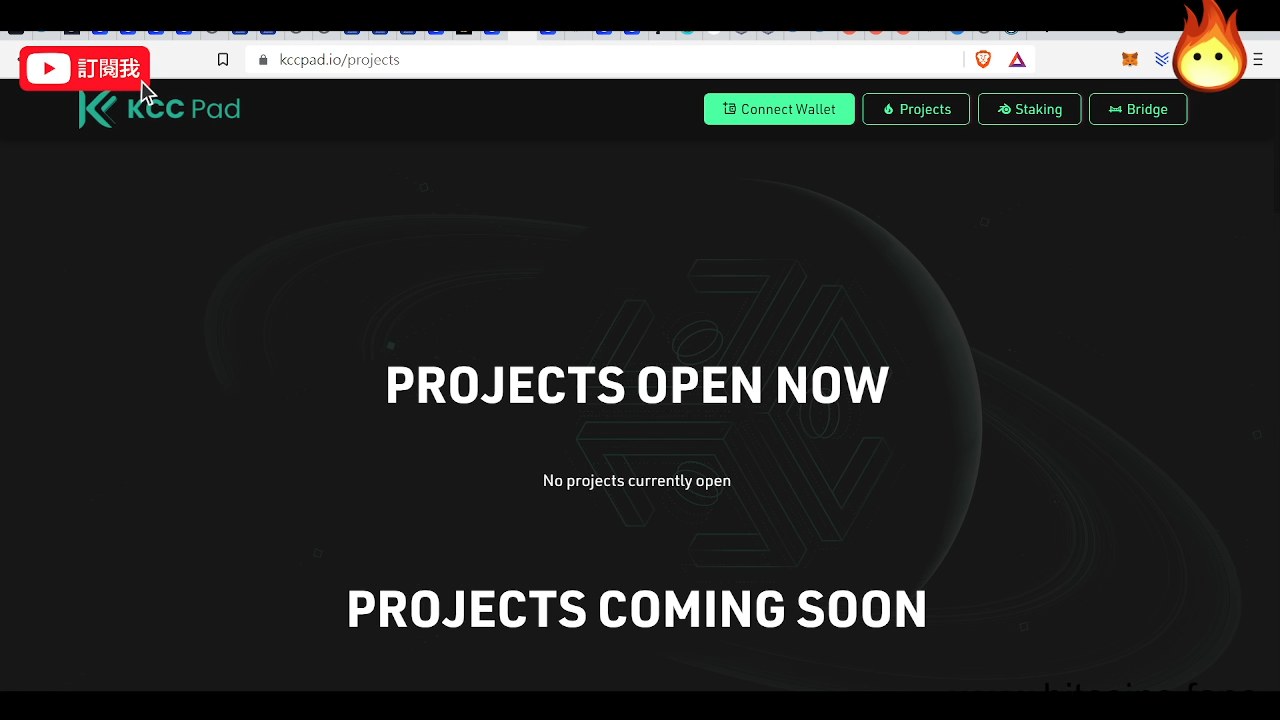 訂閱我
kccpad.io/projects
KCC Pad
Connect Wallet
Projects
Staking
Bridge
PROJECTS OPEN NOW
No projects currently open
PROJECTS COMING SOON